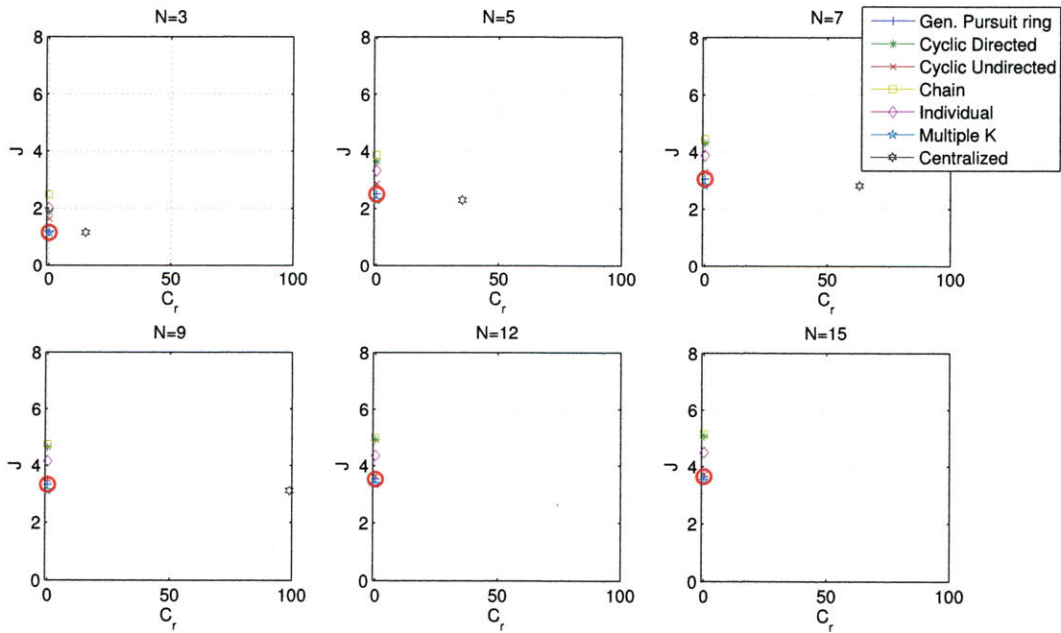 N=3
8
6
4
2
0
J
0
50
100
C_r
N=5
8
6
4
2
0
J
0
50
100
C_r
N=7
8
6
4
2
0
J
0
50
100
C_r
Gen. Pursuit ring
Cyclic Directed
Cyclic Undirected
Chain
Individual
Multiple K
Centralized
N=9
8
6
4
2
0
J
0
50
100
C_r
N=12
8
6
4
2
0
J
0
50
100
C_r
N=15
8
6
4
2
0
J
0
50
100
C_r